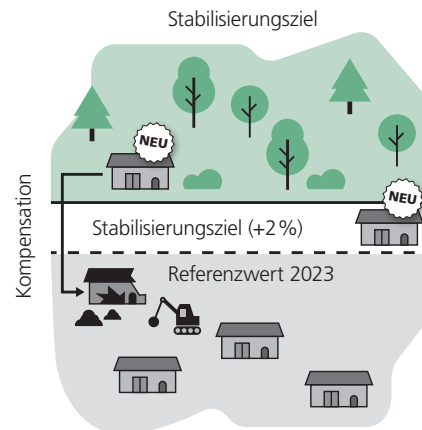 Stabilisierungsziel
NEU
NEU
Kompensation
Stabilisierungsziel (+2 %)
Referenzwert 2023